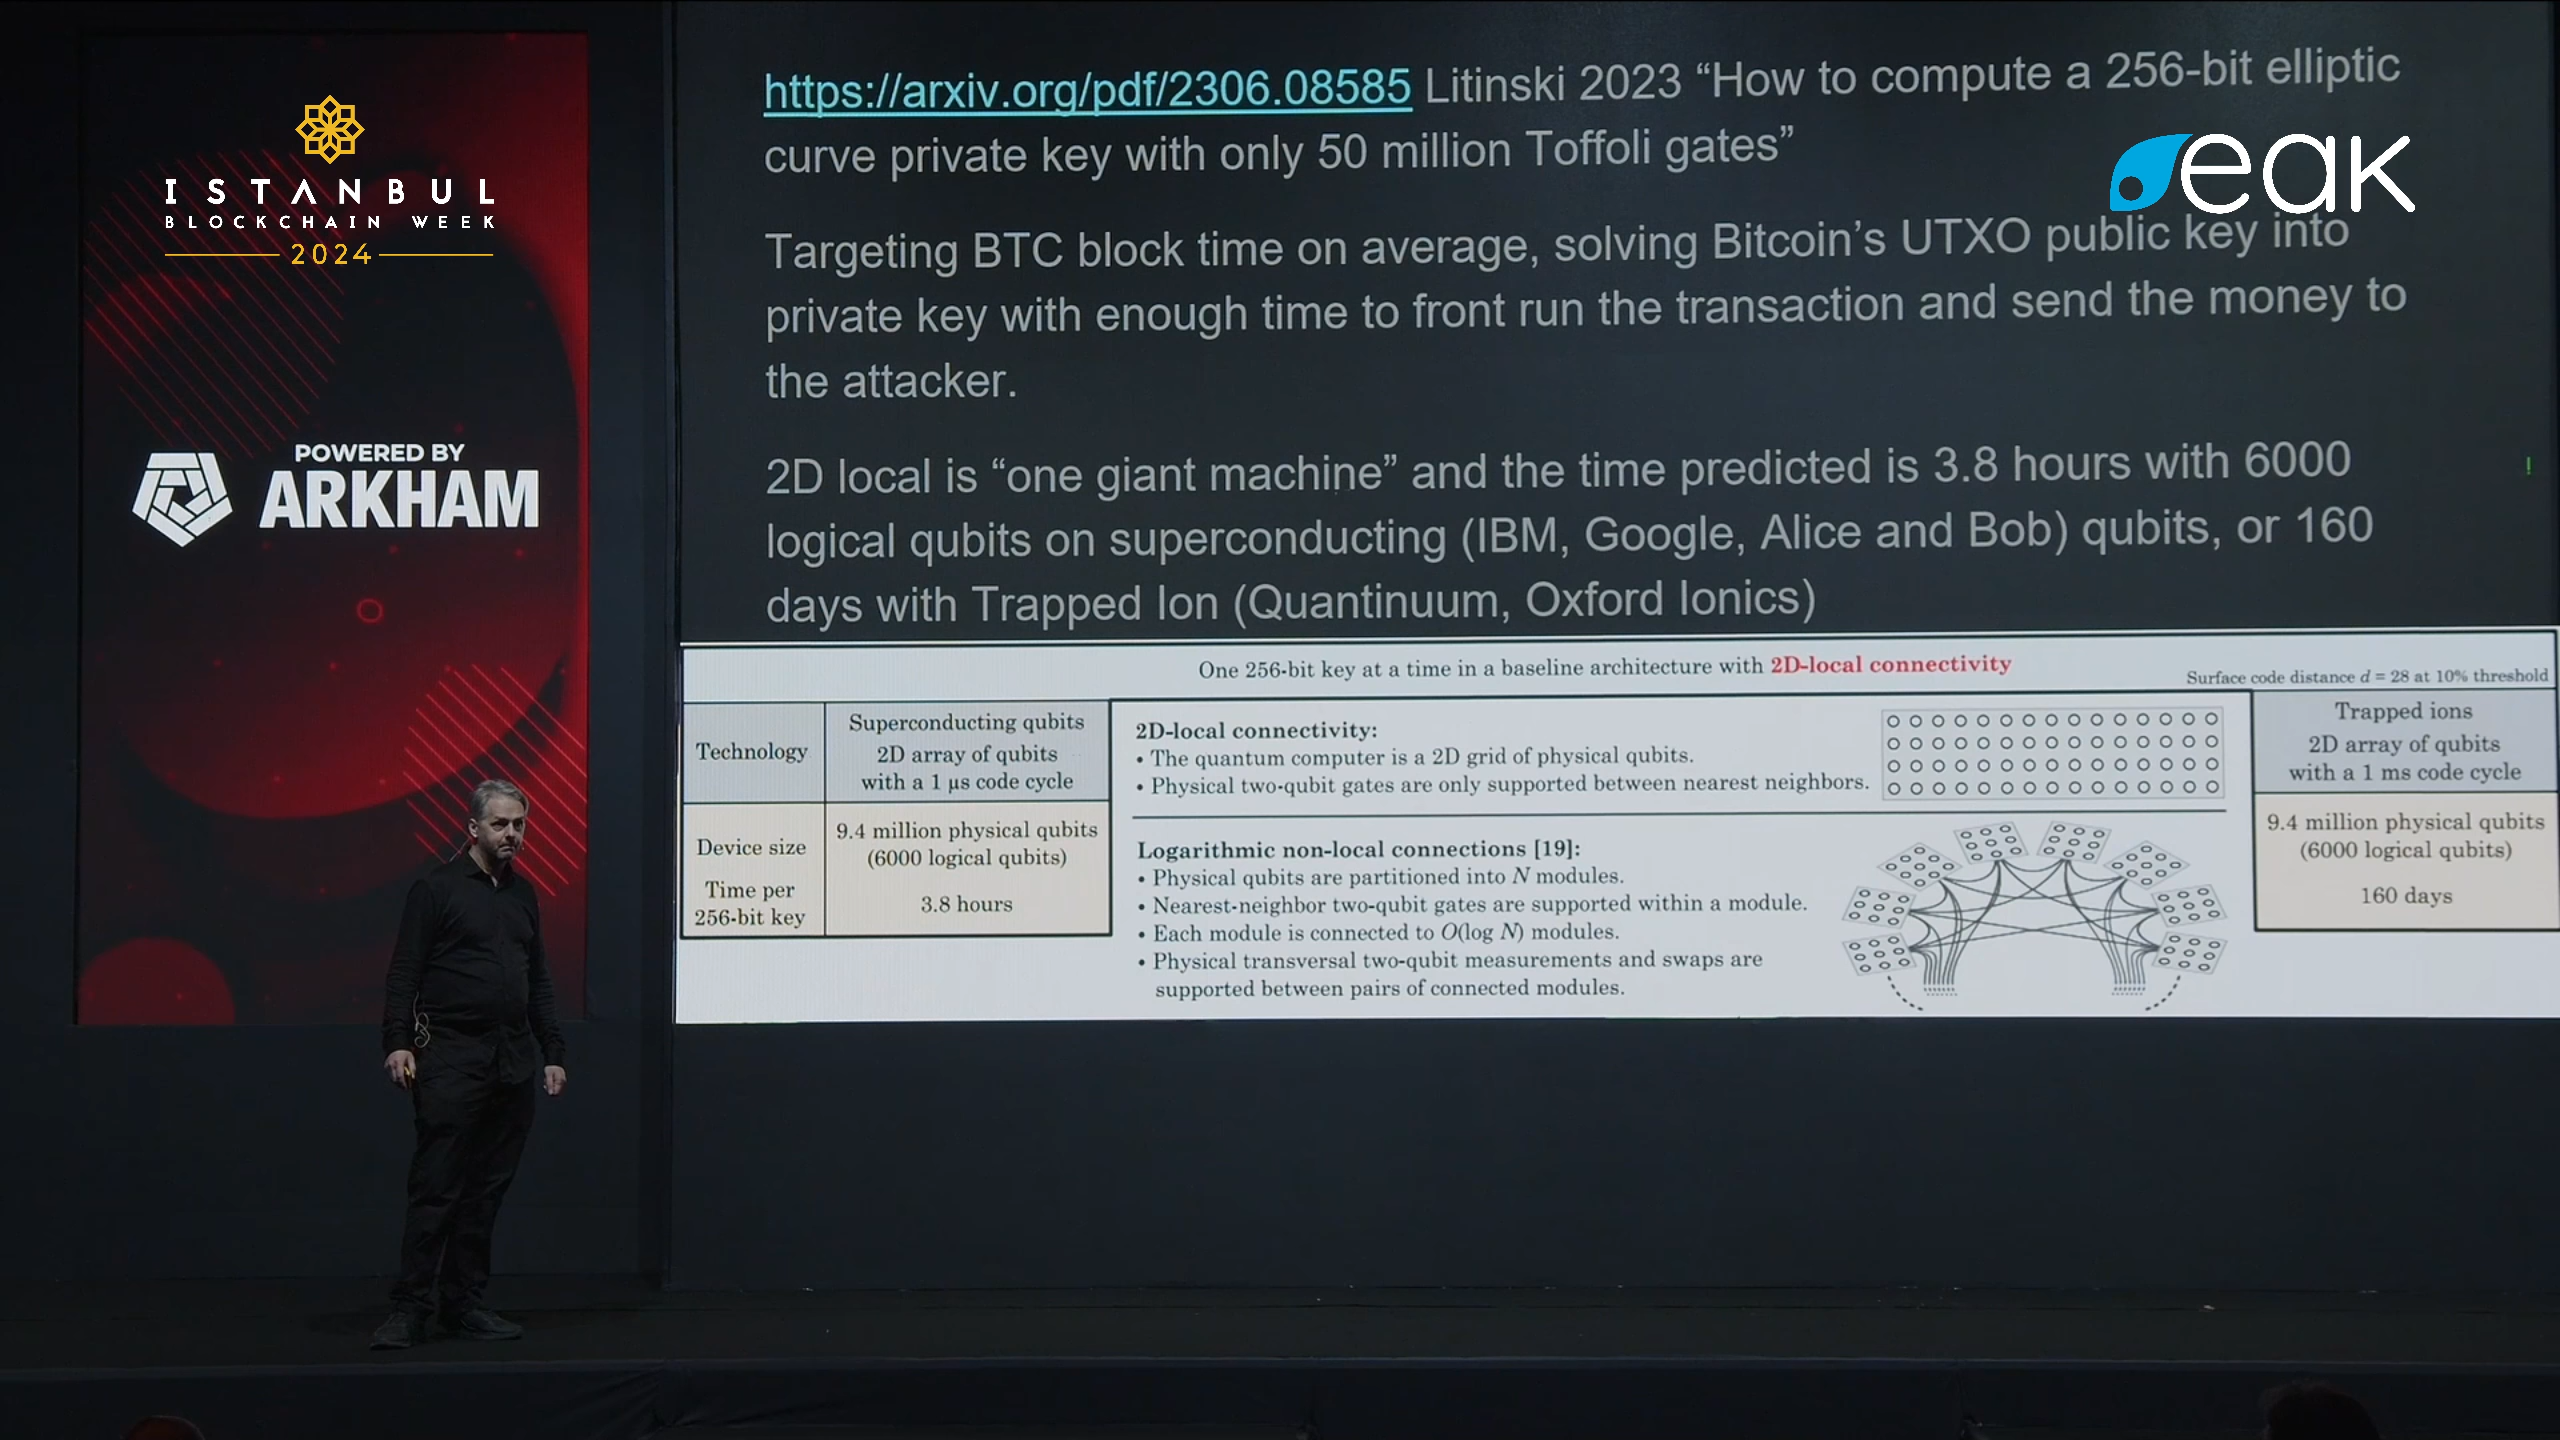 ISTANBUL
BLOCKCHAIN WEEK
2024
POWERED BY
ARKHAM
eak
https://arxiv.org/pdf/2306.08585 Litinski 2023 “How to compute a 256-bit elliptic
curve private key with only 50 million Toffoli gates”
Targeting BTC block time on average, solving Bitcoin’s UTXO public key into
private key with enough time to front run the transaction and send the money to
the attacker.
2D local is “one giant machine” and the time predicted is 3.8 hours with 6000
logical qubits on superconducting (IBM, Google, Alice and Bob) qubits, or 160
days with Trapped Ion (Quantinuum, Oxford Ionics)
!
One 256-bit key at a time in a baseline architecture with 2D-local connectivity
Surface code distance d = 28 at 10% threshold
Technology
Superconducting qubits
2D array of qubits
with a 1 μs code cycle
Device size
9.4 million physical qubits
(6000 logical qubits)
Time per
256-bit key
3.8 hours
2D-local connectivity:
• The quantum computer is a 2D grid of physical qubits.
• Physical two-qubit gates are only supported between nearest neighbors.
Logarithmic non-local connections [19]:
• Physical qubits are partitioned into N modules.
• Nearest-neighbor two-qubit gates are supported within a module.
• Each module is connected to O(log N) modules.
• Physical transversal two-qubit measurements and swaps are
supported between pairs of connected modules.
Trapped ions
2D array of qubits
with a 1 ms code cycle
9.4 million physical qubits
(6000 logical qubits)
160 days